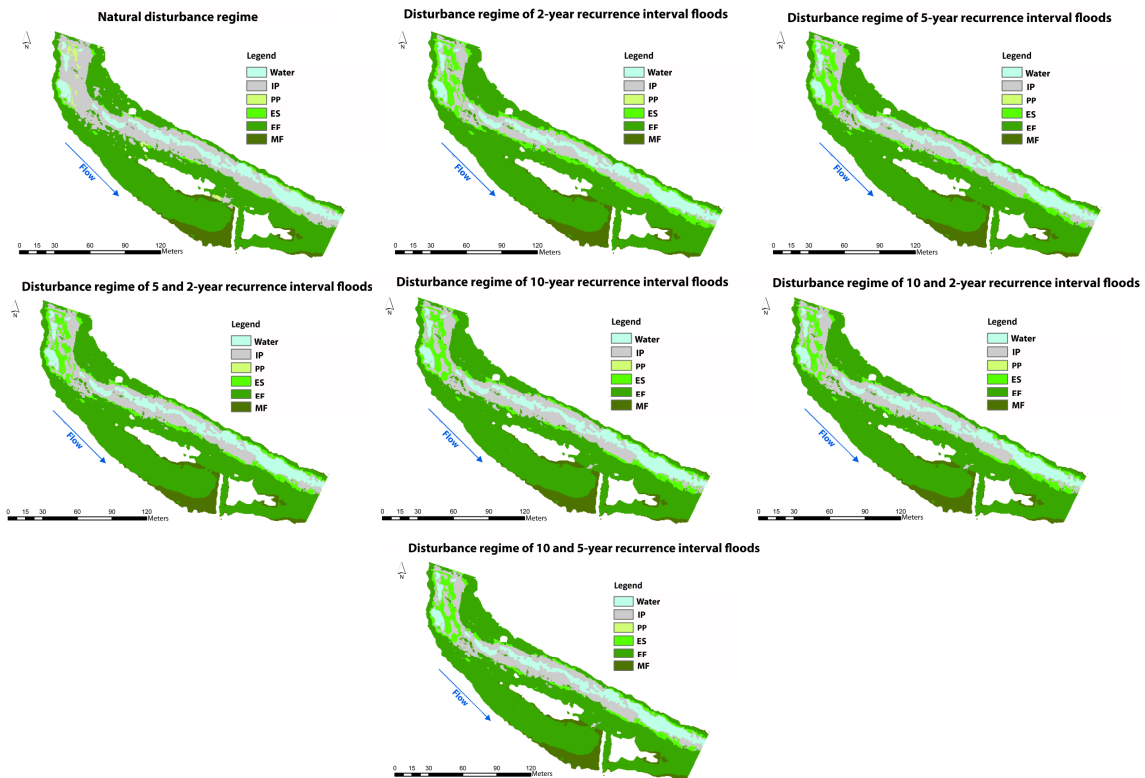 Natural disturbance regime
N
Legend
Water
IP
PP
ES
EF
MF
Flow
0 15 30 60 90 120
Meters
Disturbance regime of 2-year recurrence interval floods
N
Legend
Water
IP
PP
ES
EF
MF
Flow
0 15 30 60 90 120
Meters
Disturbance regime of 5-year recurrence interval floods
N
Legend
Water
IP
PP
ES
EF
MF
Flow
0 15 30 60 90 120
Meters
Disturbance regime of 5 and 2-year recurrence interval floods
N
Legend
Water
IP
PP
ES
EF
MF
Flow
0 15 30 60 90 120
Meters
Disturbance regime of 10-year recurrence interval floods
N
Legend
Water
IP
PP
ES
EF
MF
Flow
0 15 30 60 90 120
Meters
Disturbance regime of 10 and 2-year recurrence interval floods
N
Legend
Water
IP
PP
ES
EF
MF
Flow
0 15 30 60 90 120
Meters
Disturbance regime of 10 and 5-year recurrence interval floods
N
Legend
Water
IP
PP
ES
EF
MF
Flow
0 15 30 60 90 120
Meters